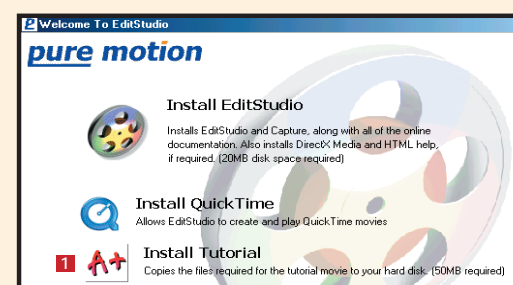 Welcome To EditStudio
pure motion
Install EditStudio
Installs EditStudio and Capture, along with all of the online
documentation. Also installs DirectX Media and HTML help,
if required. (20MB disk space required)
Install QuickTime
Allows EditStudio to create and play QuickTime movies
1 A+ Install Tutorial
Copies the files required for the tutorial movie to your hard disk. (50MB required)